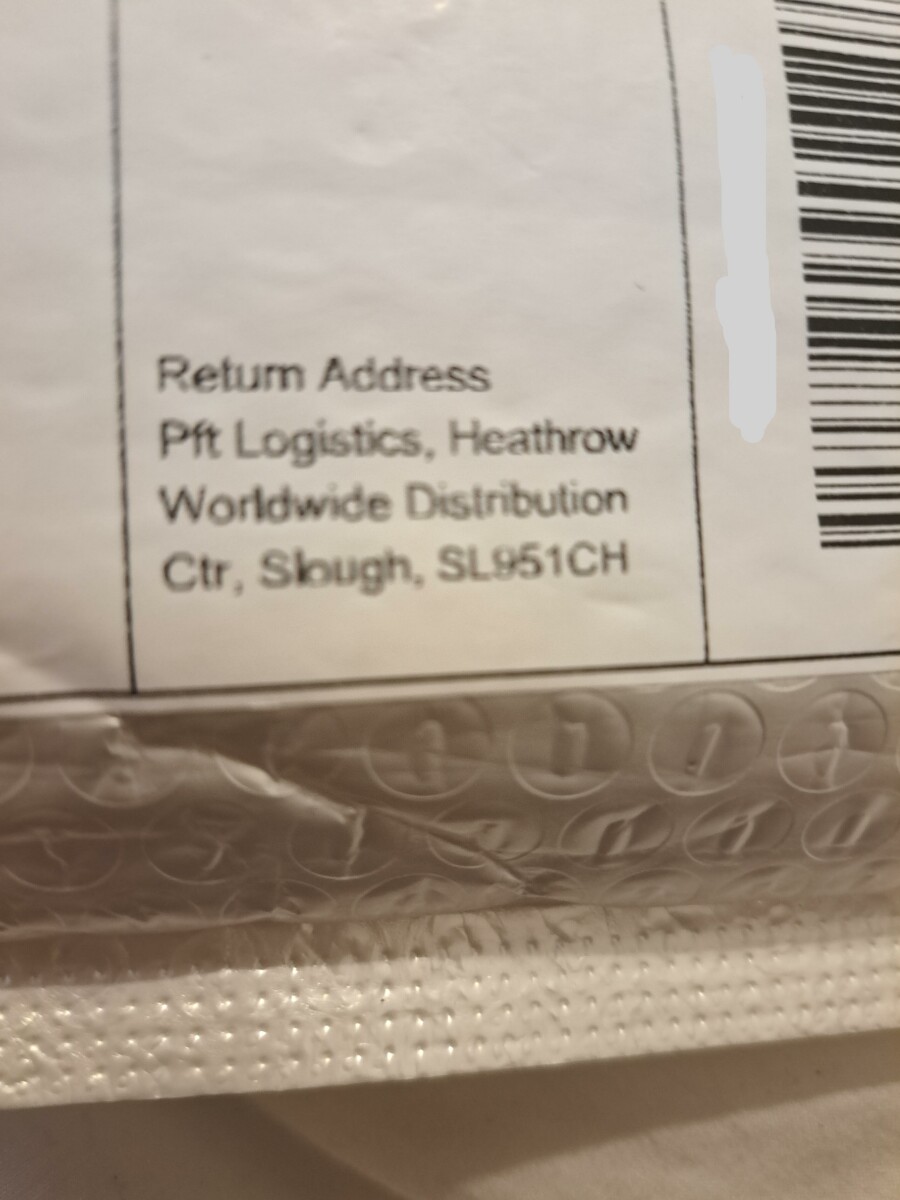 Return Address
Pft Logistics, Heathrow
Worldwide Distribution
Ctr, Slough, SL951CH